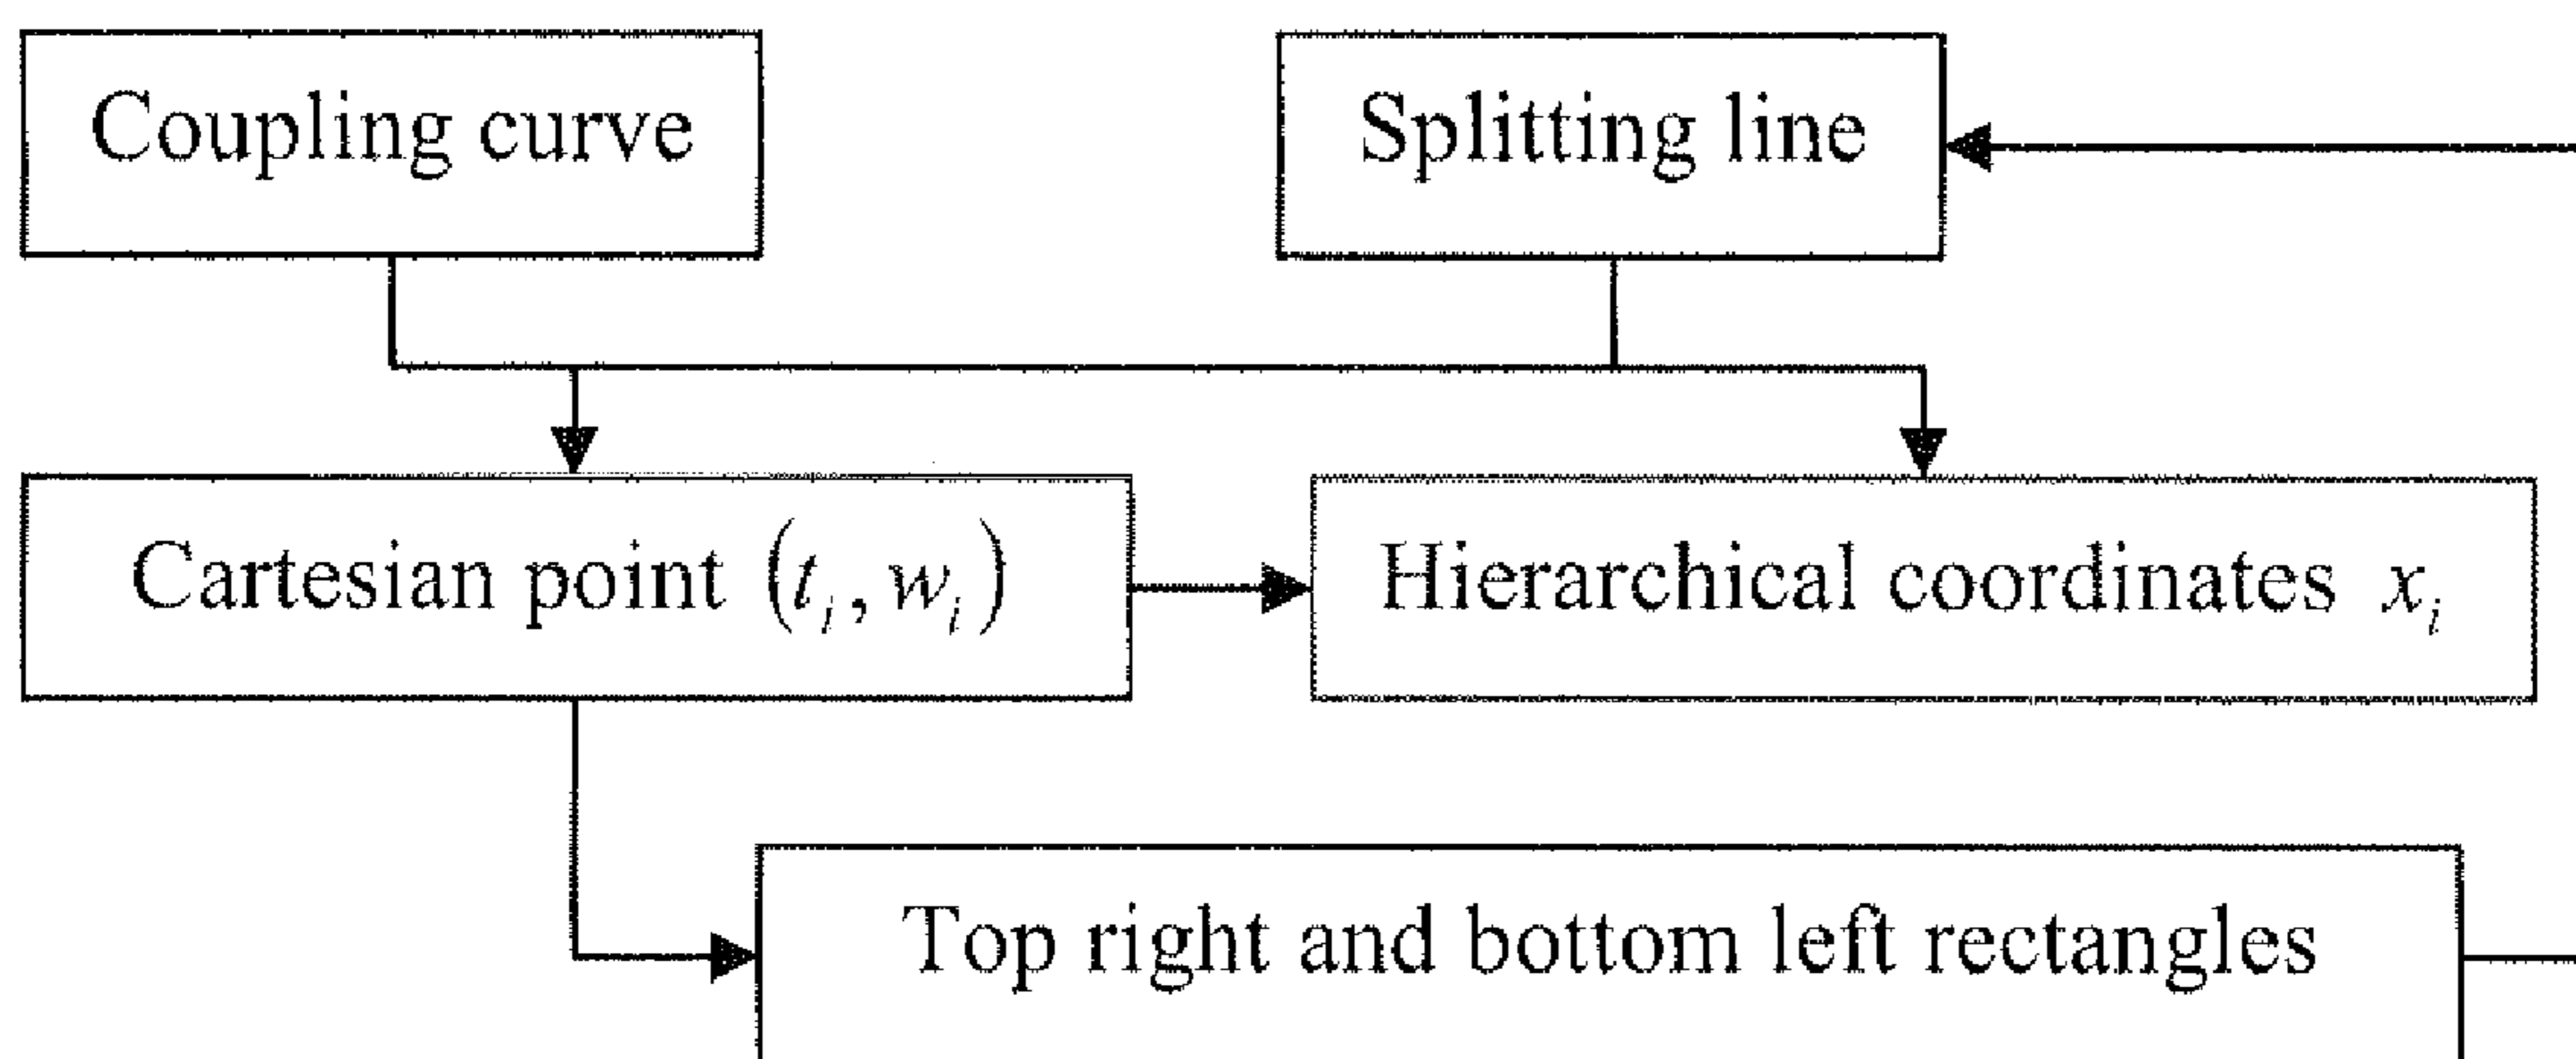 Coupling curve
Splitting line
Cartesian point (t_i, w_i)
Hierarchical coordinates x_i
Top right and bottom left rectangles